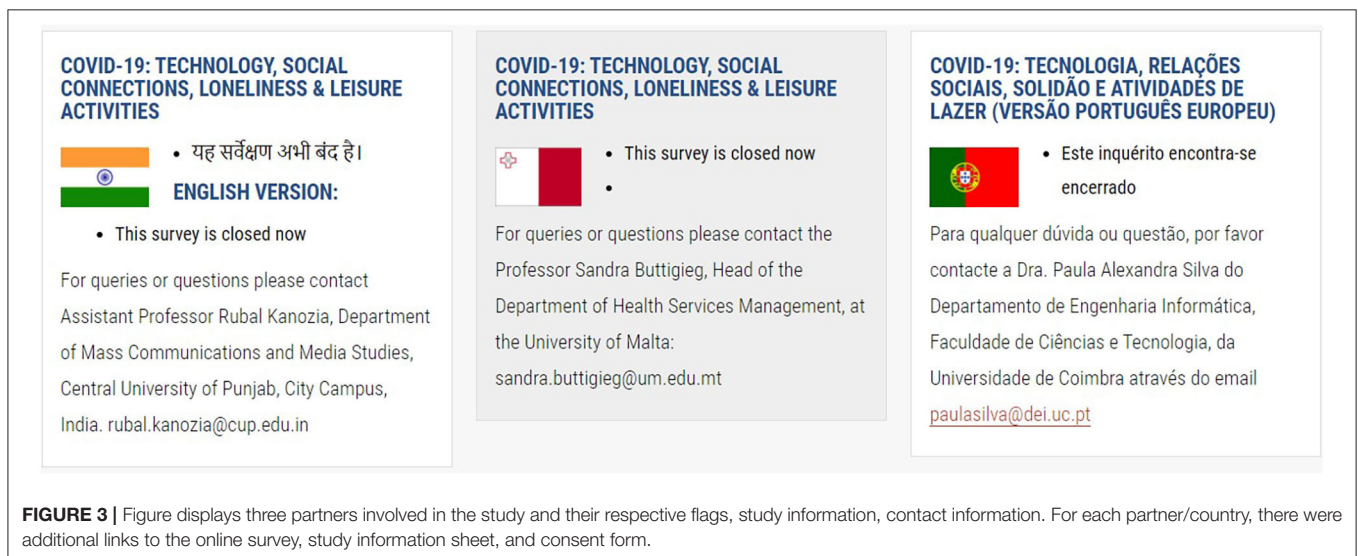 COVID-19: TECHNOLOGY, SOCIAL
CONNECTIONS, LONELINESS & LEISURE
ACTIVITIES
• यह सर्वेक्षण अभी बंद है।
ENGLISH VERSION:
• This survey is closed now
For queries or questions please contact
Assistant Professor Rubal Kanozia, Department
of Mass Communications and Media Studies,
Central University of Punjab, City Campus,
India. rubal.kanozia@cup.edu.in
COVID-19: TECHNOLOGY, SOCIAL
CONNECTIONS, LONELINESS & LEISURE
ACTIVITIES
• This survey is closed now
•
For queries or questions please contact the
Professor Sandra Buttigieg, Head of the
Department of Health Services Management, at
the University of Malta:
sandra.buttigieg@um.edu.mt
COVID-19: TECNOLOGIA, RELAÇÕES
SOCIAIS, SOLIDÃO E ATIVIDADES DE
LAZER (VERSÃO PORTUGUÊS EUROPEU)
• Este inquérito encontra-se
encerrado
Para qualquer dúvida ou questão, por favor
contacte a Dra. Paula Alexandra Silva do
Departamento de Engenharia Informática,
Faculdade de Ciências e Tecnologia, da
Universidade de Coimbra através do email
paulasilva@dei.uc.pt
FIGURE 3 | Figure displays three partners involved in the study and their respective flags, study information, contact information. For each partner/country, there were
additional links to the online survey, study information sheet, and consent form.